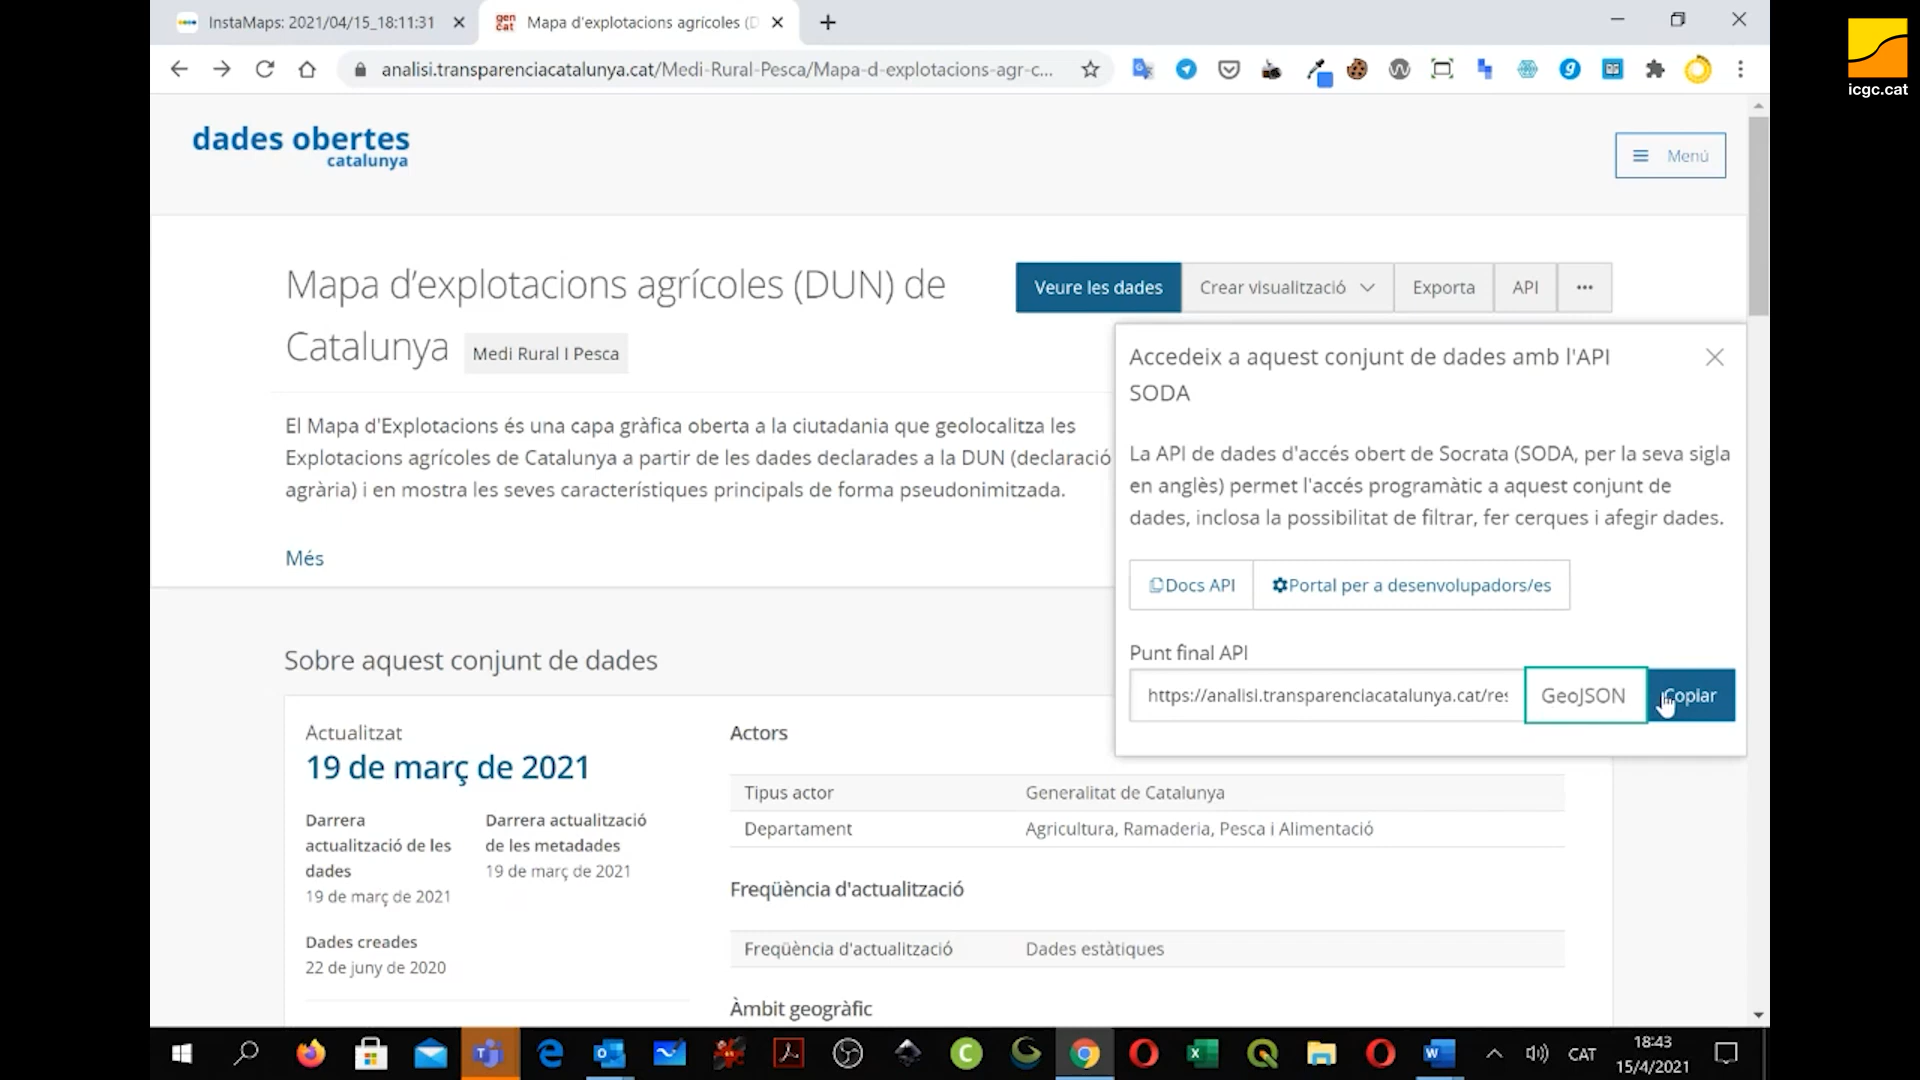 InstaMaps: 2021/04/15_18:11:31
gen
cat
Mapa d'explotacions agrícoles (D
icgc.cat
analisi.transparenciacatalunya.cat/Medi-Rural-Pesca/Mapa-d-explotacions-agr-c...
dades obertes
catalunya
Menú
Mapa d’explotacions agrícoles (DUN) de
Catalunya
Medi Rural I Pesca
Veure les dades
Crear visualització
Exporta
API
Accedeix a aquest conjunt de dades amb l'API
SODA
El Mapa d'Explotacions és una capa gràfica oberta a la ciutadania que geolocalitza les
Explotacions agrícoles de Catalunya a partir de les dades declarades a la DUN (declaració
agrària) i en mostra les seves característiques principals de forma pseudonimitzada.
Més
La API de dades d'accés obert de Socrata (SODA, per la seva sigla
en anglès) permet l'accés programàtic a aquest conjunt de
dades, inclosa la possibilitat de filtrar, fer cerques i afegir dades.
Docs API
Portal per a desenvolupadors/es
Punt final API
https://analisi.transparenciacatalunya.cat/res
GeoJSON
Copiar
Sobre aquest conjunt de dades
Actualitzat
19 de març de 2021
Darrera
actualització de les
dades
19 de març de 2021
Darrera actualització
de les metadades
19 de març de 2021
Dades creades
22 de juny de 2020
Actors
Tipus actor
Generalitat de Catalunya
Departament
Agricultura, Ramaderia, Pesca i Alimentació
Freqüència d'actualització
Freqüència d'actualització
Dades estàtiques
Àmbit geogràfic
CAT
18:43
15/4/2021